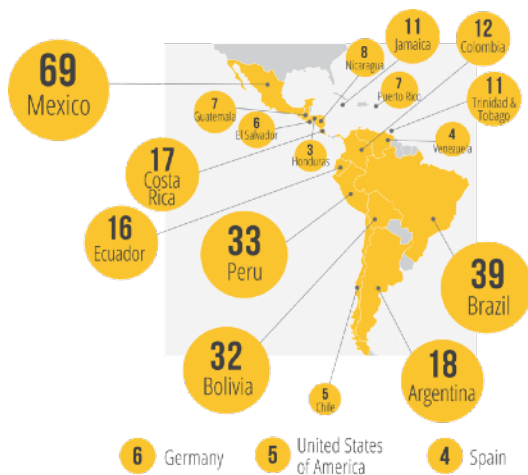 69
Mexico
8
Nicaragua
11
Jamaica
12
Colombia
7
Guatemala
6
El Salvador
7
Puerto Rico
11
Trinidad &
Tobago
3
Honduras
4
Venezuela
17
Costa
Rica
16
Ecuador
33
Peru
39
Brazil
32
Bolivia
5
Chile
18
Argentina
6 Germany
5 United States
of America
4 Spain